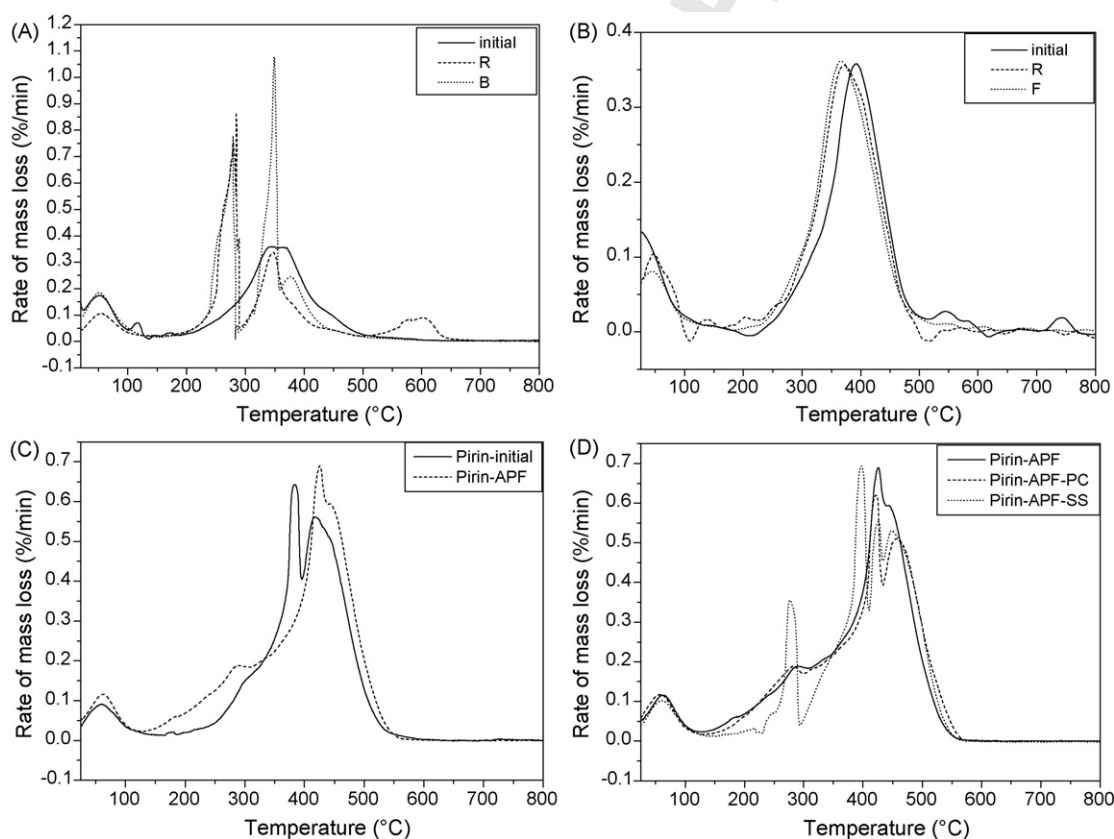 (A)
initial
R
B
1.2
1.1
1.0
0.9
0.8
0.7
0.6
0.5
0.4
0.3
0.2
0.1
0.0
-0.1
Rate of mass loss (%/min)
100 200 300 400 500 600 700 800
Temperature (°C)
(B)
initial
R
F
0.4
0.3
0.2
0.1
0.0
Rate of mass loss (%/min)
100 200 300 400 500 600 700 800
Temperature (°C)
(C)
Pirin-initial
Pirin-APF
0.7
0.6
0.5
0.4
0.3
0.2
0.1
0.0
-0.1
Rate of mass loss (%/min)
100 200 300 400 500 600 700 800
Temperature (°C)
(D)
Pirin-APF
Pirin-APF-PC
Pirin-APF-SS
0.7
0.6
0.5
0.4
0.3
0.2
0.1
0.0
-0.1
Rate of mass loss (%/min)
100 200 300 400 500 600 700 800
Temperature (°C)